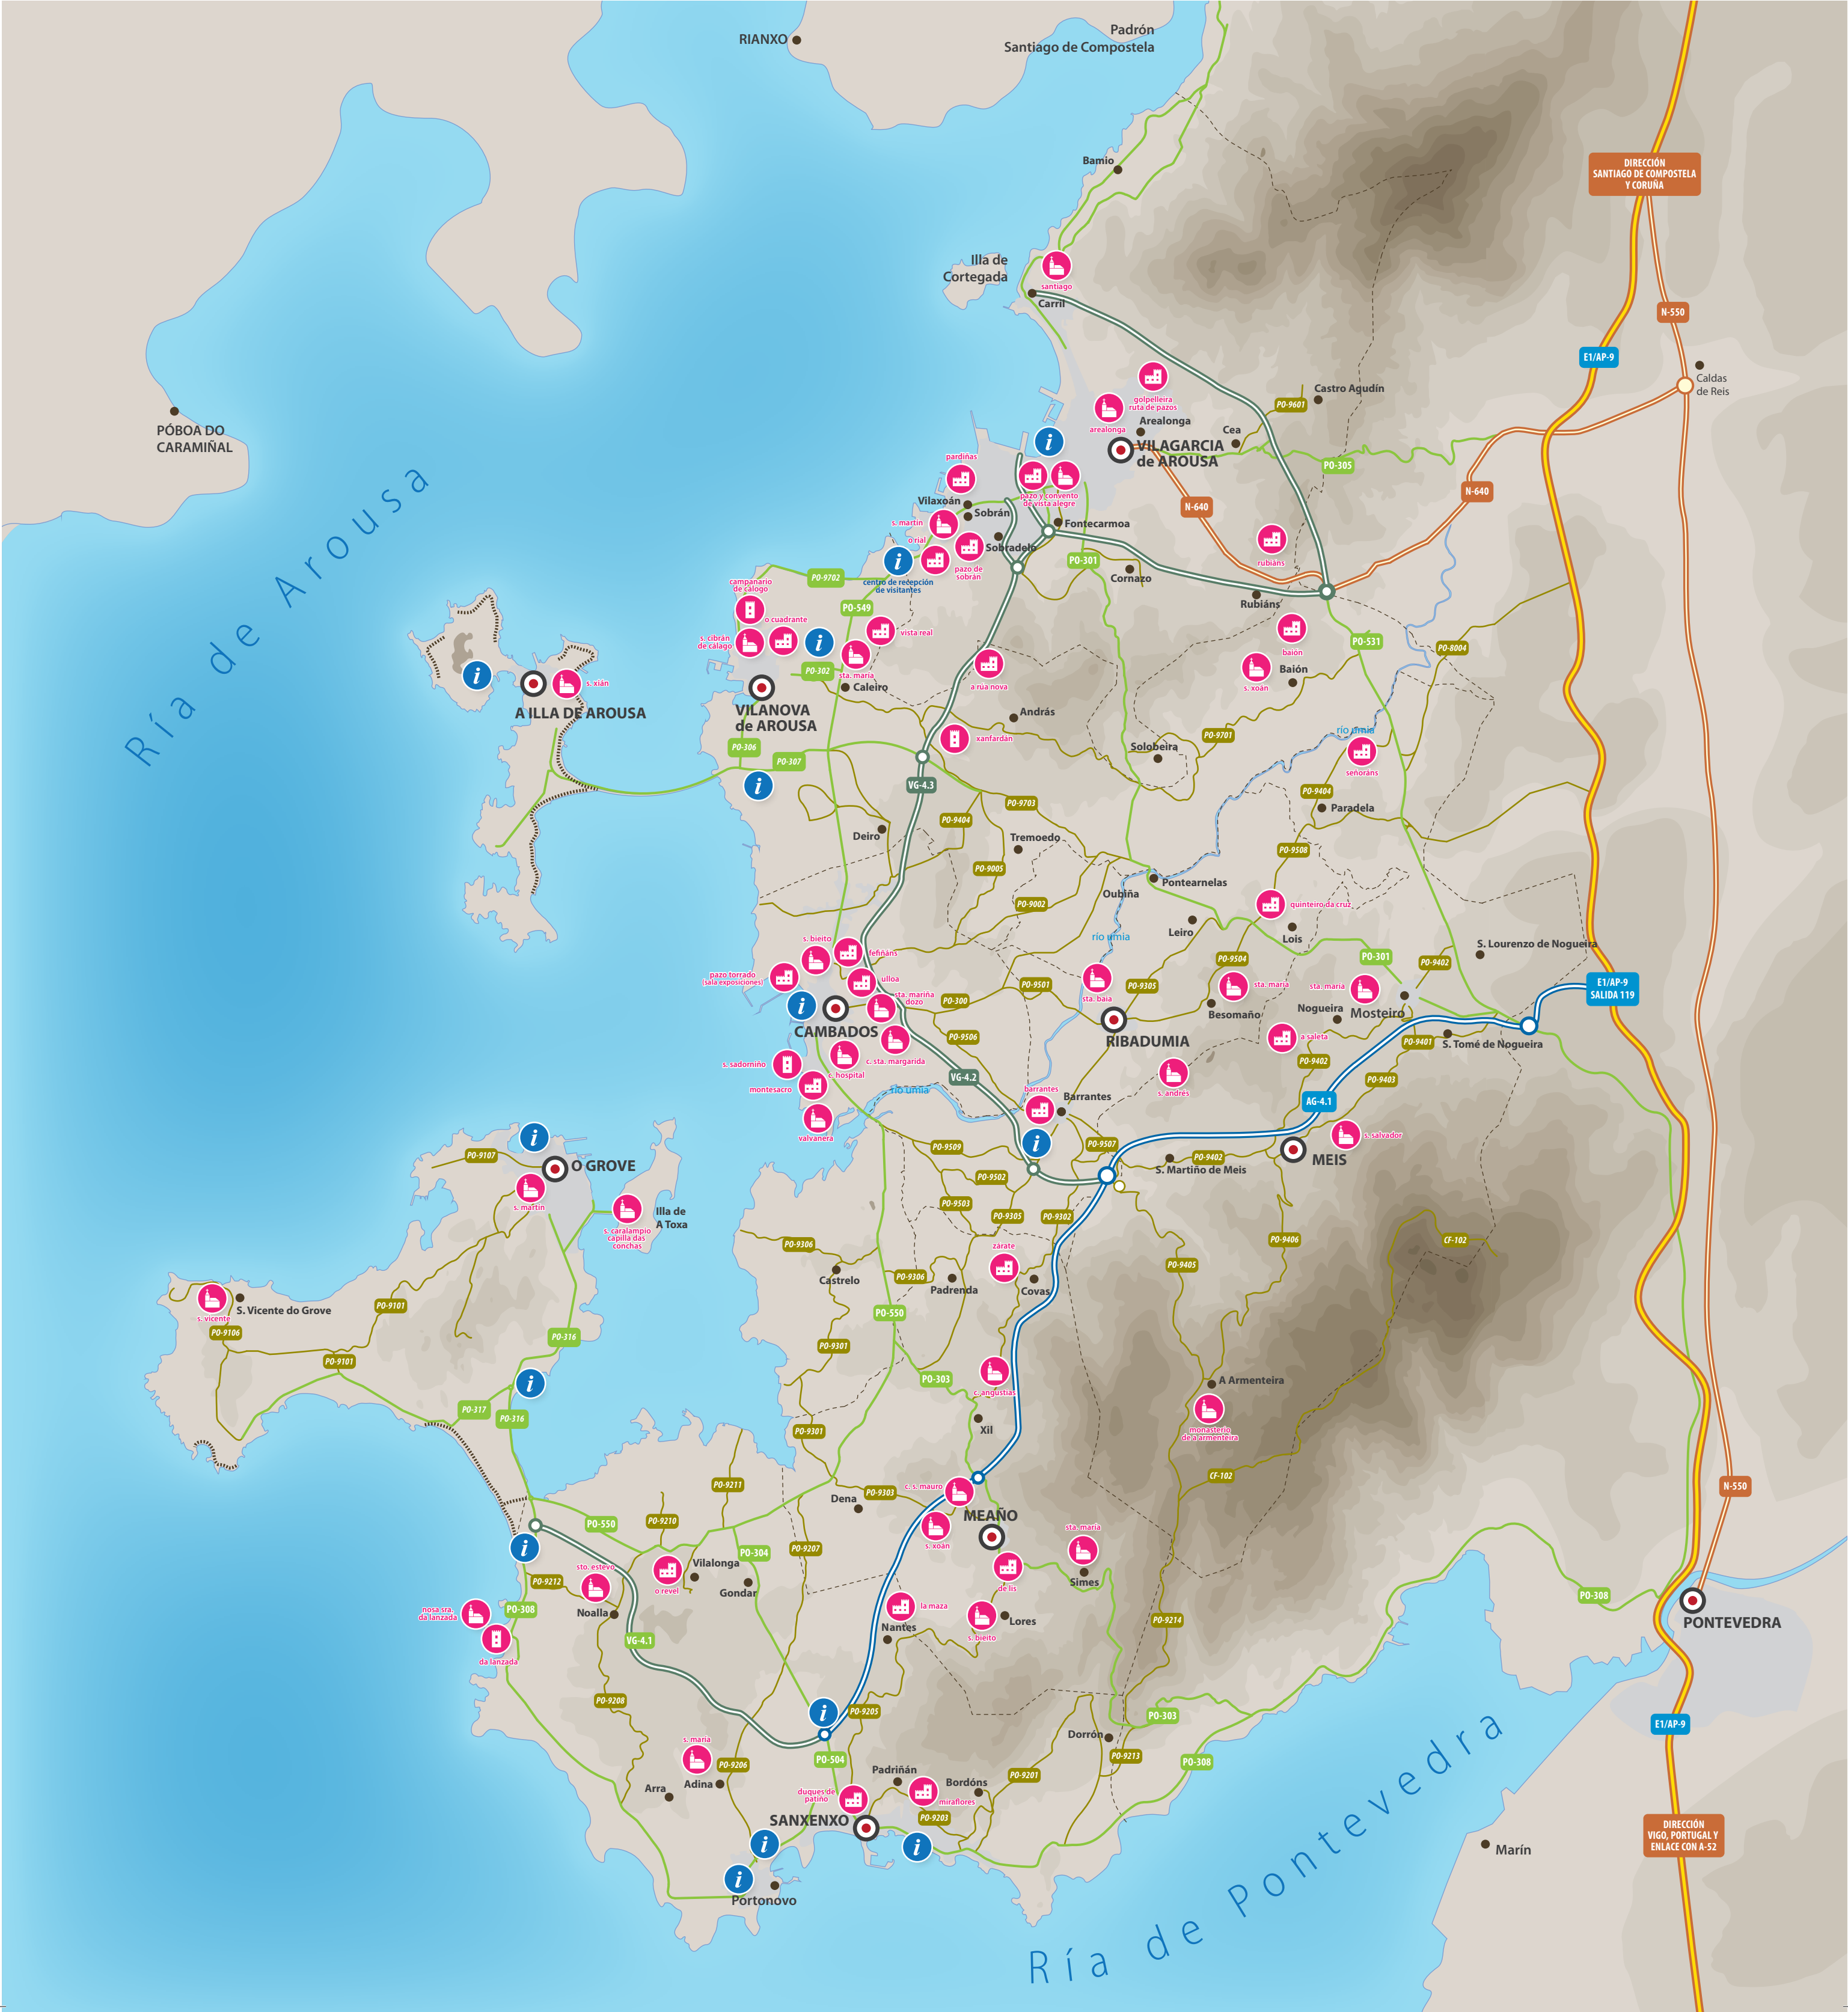 Padrón
Santiago de Compostela
RIANXO
Bamio
DIRECCIÓN
SANTIAGO DE COMPOSTELA
Y CORUÑA
Illa de
Cortegada
santiago
Carril
N-550
E1/AP-9
Caldas
de Reis
PÓBOA DO
CARAMIÑAL
golpelleira
ruta de pazos
Castro Agudín
PO-9601
arealonga
Arealonga
Cea
VILAGARCIA
de AROUSA
PO-305
pardiñas
N-640
N-640
pazo y convento
de vista alegre
Vilaxoán
Sobrán
s. martín
Fontecarmoa
o rial
Sobradelo
pazo de
sobrán
PO-301
rubiáns
Cornazo
Rubiáns
Ría de Arousa
centro de recepción
de visitantes
PO-9702
campanario
de cálogo
PO-549
o cuadrante
vista real
s. cibrán
de cálago
PO-302
sta. maría
Caleiro
a rúa nova
baión
PO-531
PO-8004
s. xoán
Baión
s. xián
A ILLA DE AROUSA
VILANOVA
de AROUSA
András
xanfardán
PO-9701
río umia
Solobeira
señoráns
PO-306
PO-307
VG-4.3
PO-9703
PO-9404
Paradela
PO-9404
Deiro
Tremoedo
PO-9508
PO-9005
Pontearnelas
Oubiña
PO-9002
quinteiro da cruz
Leiro
Lois
río umia
s. bieito
fefiñáns
S. Lourenzo de Nogueira
PO-301
PO-9402
PO-9504
pazo torrado
(sala exposiciones)
ulloa
sta. baia
PO-9501
PO-9305
sta. maría
sta. maría
E1/AP-9
SALIDA 119
sta. mariña
dozo
PO-300
Besomaño
Nogueira
Mosteiro
CAMBADOS
RIBADUMIA
PO-9506
c. sta. margarida
a saleta
PO-9401
S. Tomé de Nogueira
PO-9402
s. sadorniño
c. hospital
VG-4.2
montesacro
s. andrés
PO-9403
río umia
barrantes
Barrantes
AG-4.1
valvanera
s. salvador
PO-9509
PO-9507
MEIS
PO-9402
S. Martiño de Meis
PO-9107
O GROVE
PO-9502
s. martín
PO-9503
PO-9305
PO-9302
Illa de
A Toxa
s. caralampio
capilla das
conchas
PO-9306
PO-9406
CF-102
zárate
PO-9405
Castrelo
PO-9306
Padrenda
Covas
S. Vicente do Grove
s. vicente
PO-9101
PO-550
PO-9106
PO-316
PO-9301
PO-9101
PO-303
c. angustias
A Armenteira
PO-317
PO-316
monasterio
de a armenteira
Xil
PO-9301
CF-102
PO-9211
c. s. mauro
N-550
PO-9303
Dena
MEAÑO
PO-550
PO-9210
s. xoán
sta. maría
PO-9207
PO-304
sto. estevo
Vilalonga
o revel
Gondar
de lis
Simes
PO-9212
PO-308
nosa sra.
da lanzada
PO-308
Noalla
la maza
Nantes
s. bieito
Lores
PO-9214
PONTEVEDRA
VG-4.1
da lanzada
PO-9208
PO-9205
PO-303
E1/AP-9
Dorrón
s. maría
PO-504
PO-9213
PO-308
PO-9206
Adina
Arra
duques de
patiño
Padriñán
Bordóns
PO-9201
miraflores
SANXENXO
PO-9203
DIRECCIÓN
VIGO, PORTUGAL Y
ENLACE CON A-52
Marín
Portonovo
Ría de Pontevedra